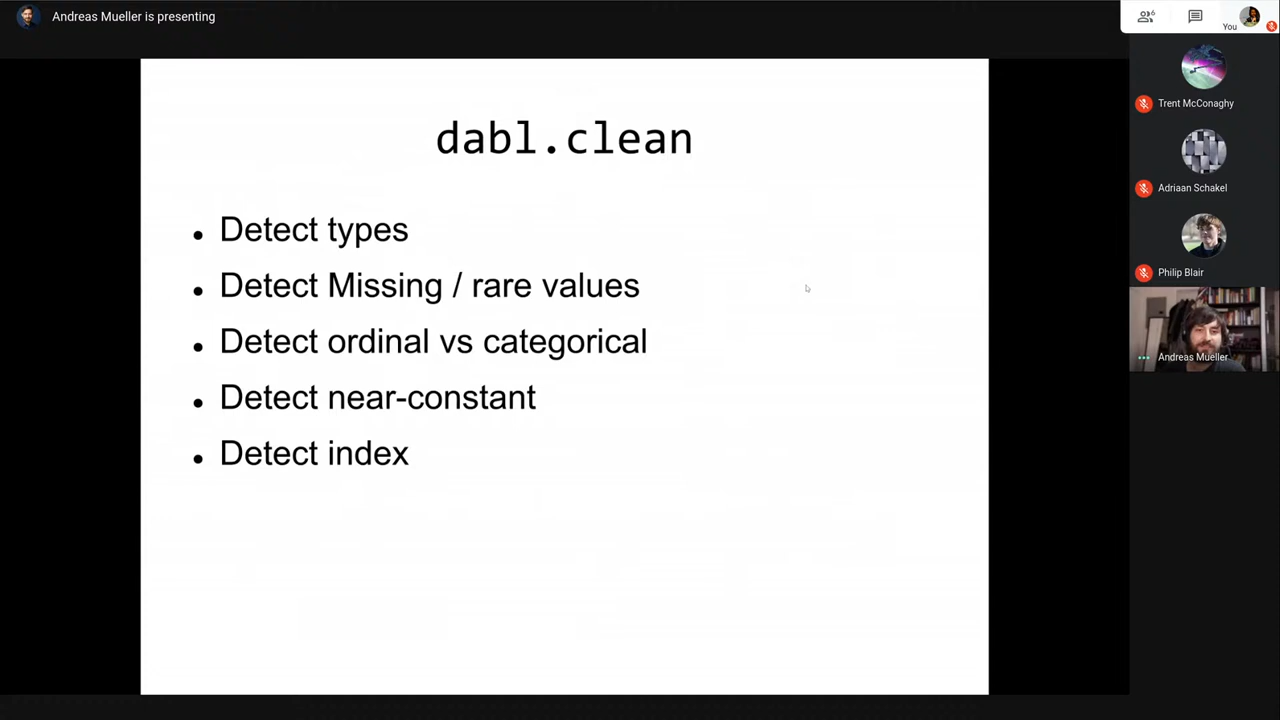 Andreas Mueller is presenting
6
You
dabl.clean
• Detect types
• Detect Missing / rare values
• Detect ordinal vs categorical
• Detect near-constant
• Detect index
Trent McConaghy
Adriaan Schakel
Philip Blair
Andreas Mueller